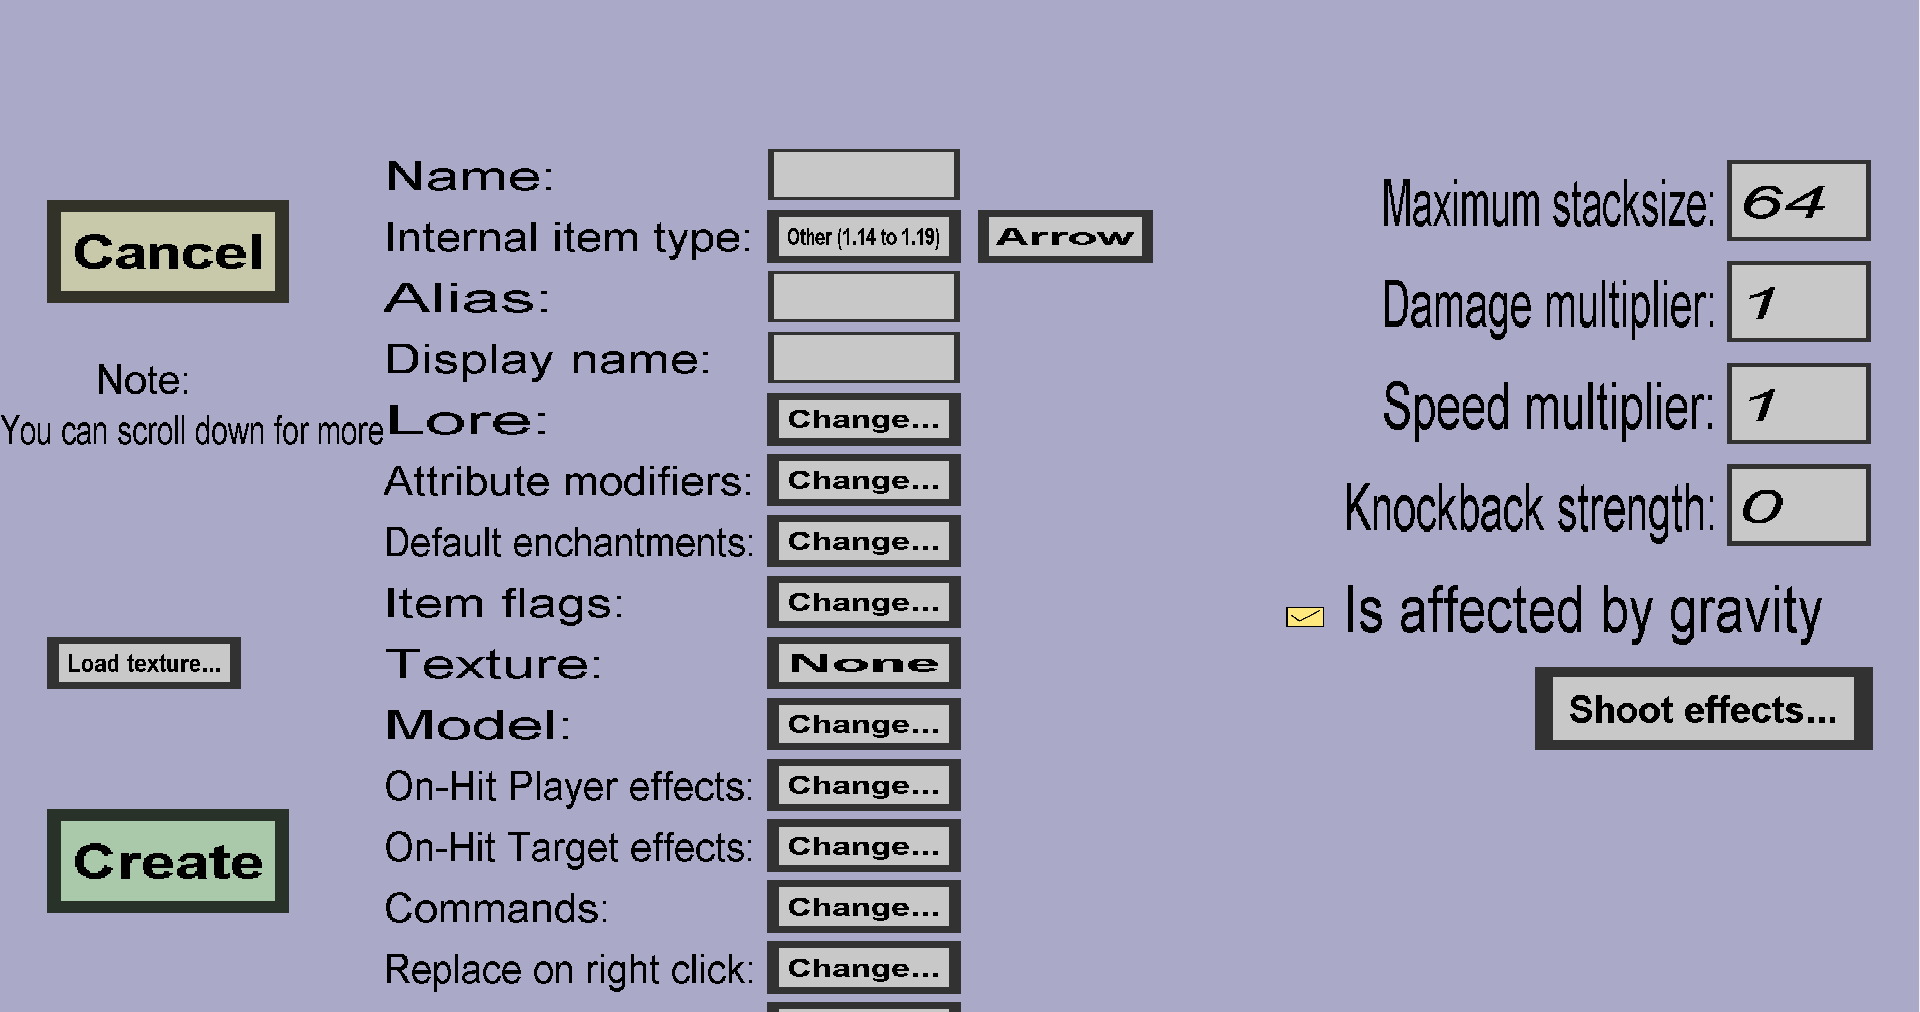 Cancel
Note:
You can scroll down for more
Load texture...
Create
Name:
Internal item type: Other (1.14 to 1.19) Arrow
Alias:
Display name:
Lore: Change...
Attribute modifiers: Change...
Default enchantments: Change...
Item flags: Change...
Texture: None
Model: Change...
On-Hit Player effects: Change...
On-Hit Target effects: Change...
Commands: Change...
Replace on right click: Change...
Maximum stacksize: 64
Damage multiplier: 1
Speed multiplier: 1
Knockback strength: 0
Is affected by gravity
Shoot effects...